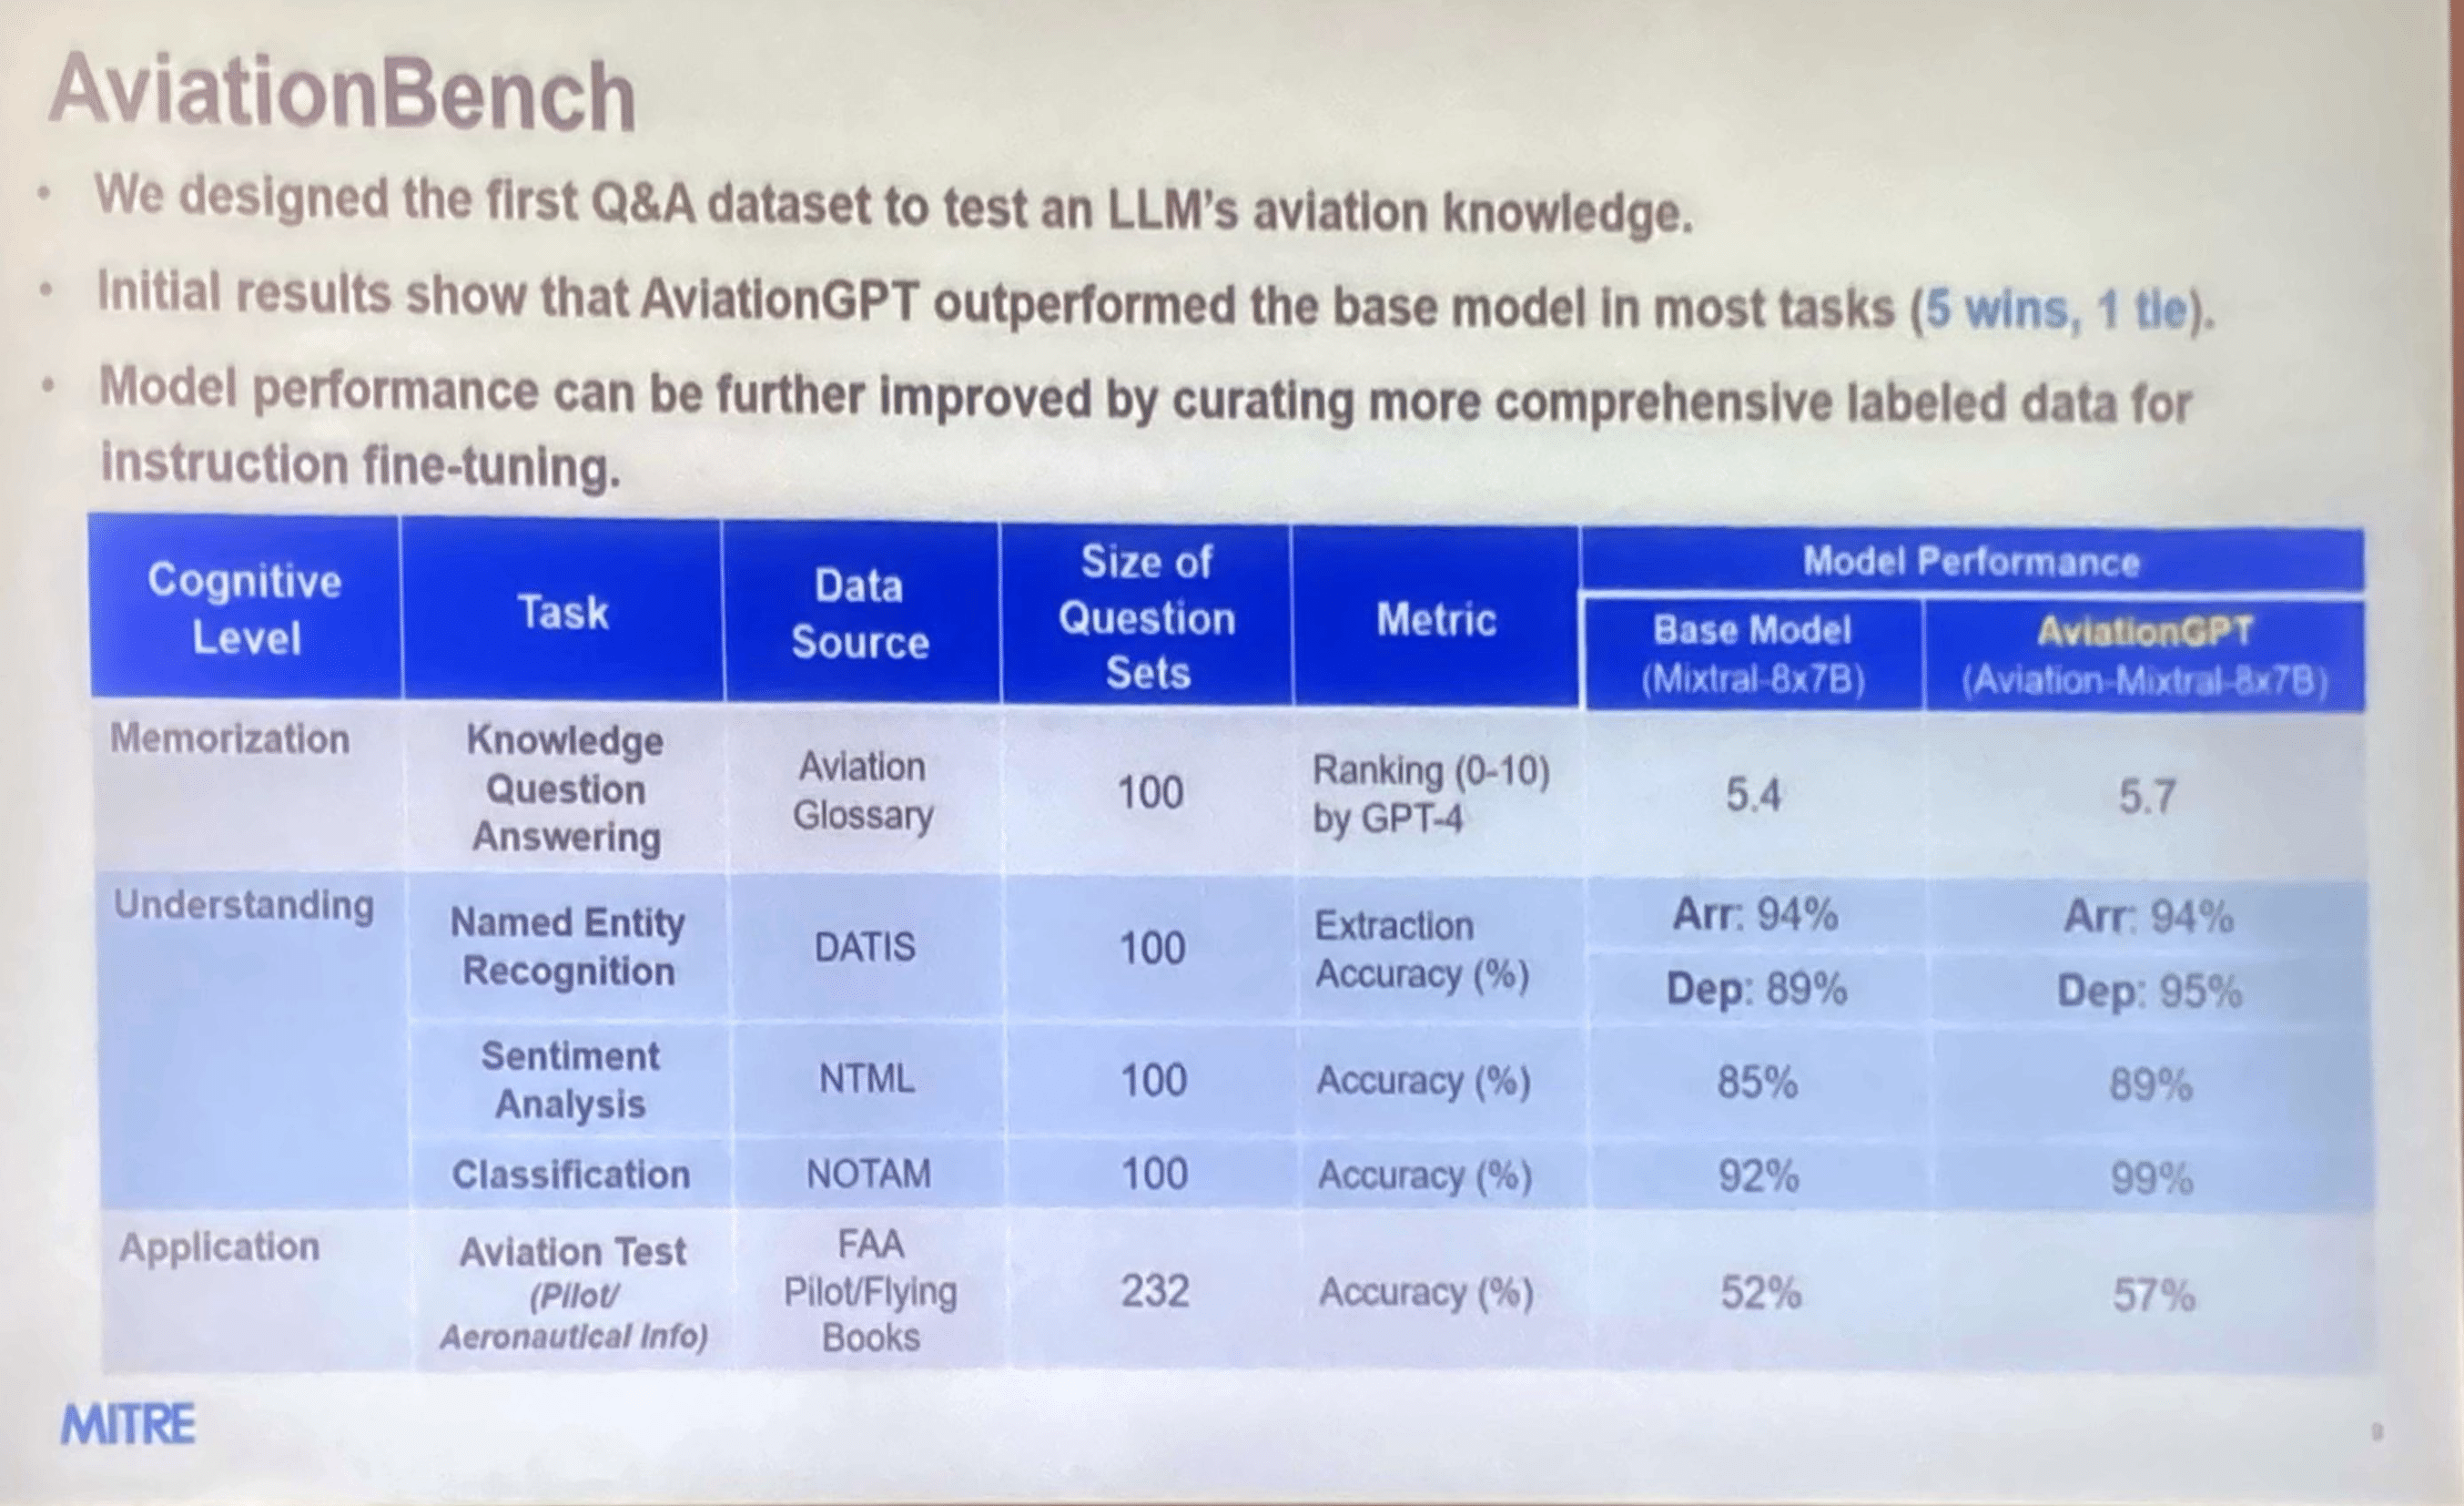 AviationBench
• We designed the first Q&A dataset to test an LLM's aviation knowledge.
• Initial results show that AviationGPT outperformed the base model in most tasks (5 wins, 1 tie).
• Model performance can be further improved by curating more comprehensive labeled data for
instruction fine-tuning.
Cognitive
Level
Task
Data
Source
Size of
Question
Sets
Metric
Model Performance
Base Model
(Mixtral-8x7B)
AviationGPT
(Aviation-Mixtral-8x7B)
Memorization
Knowledge
Question
Answering
Aviation
Glossary
100
Ranking (0-10)
by GPT-4
5.4
5.7
Understanding
Named Entity
Recognition
DATIS
100
Extraction
Accuracy (%)
Arr: 94%
Dep: 89%
Arr: 94%
Dep: 95%
Sentiment
Analysis
NTML
100
Accuracy (%)
85%
89%
Classification
NOTAM
100
Accuracy (%)
92%
99%
Application
Aviation Test
(Pilot/
Aeronautical Info)
FAA
Pilot/Flying
Books
232
Accuracy (%)
52%
57%
MITRE